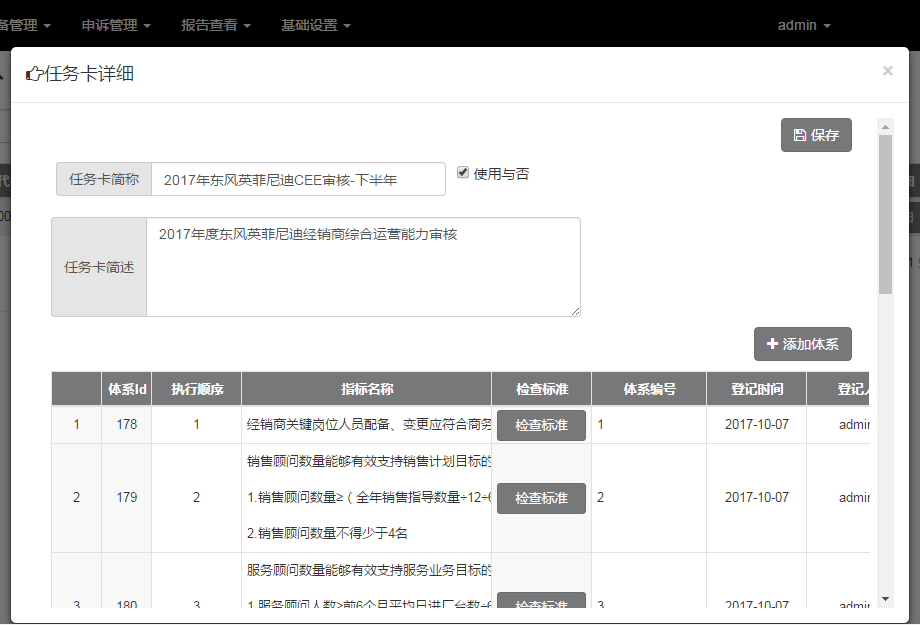 备管理 申诉管理 报告查看 基础设置 admin
任务卡详细 ×
保存
任务卡简称 2017年东风英菲尼迪CEE审核-下半年 使用与否
任务卡简述 2017年度东风英菲尼迪经销商综合运营能力审核
添加体系
体系Id 执行顺序 指标名称 检查标准 体系编号 登记时间 登记人
1 178 1 经销商关键岗位人员配备、变更应符合商务 检查标准 1 2017-10-07 admin
销售顾问数量能够有效支持销售计划目标的
2 179 2 1.销售顾问数量≥（全年销售指导数量÷12÷6 检查标准 2 2017-10-07 admin
2.销售顾问数量不得少于4名
服务顾问数量能够有效支持服务业务目标的
3 180 3 1.服务顾问人数≥前6个月平均日进厂台数÷6 检查标准 3 2017-10-07 admin